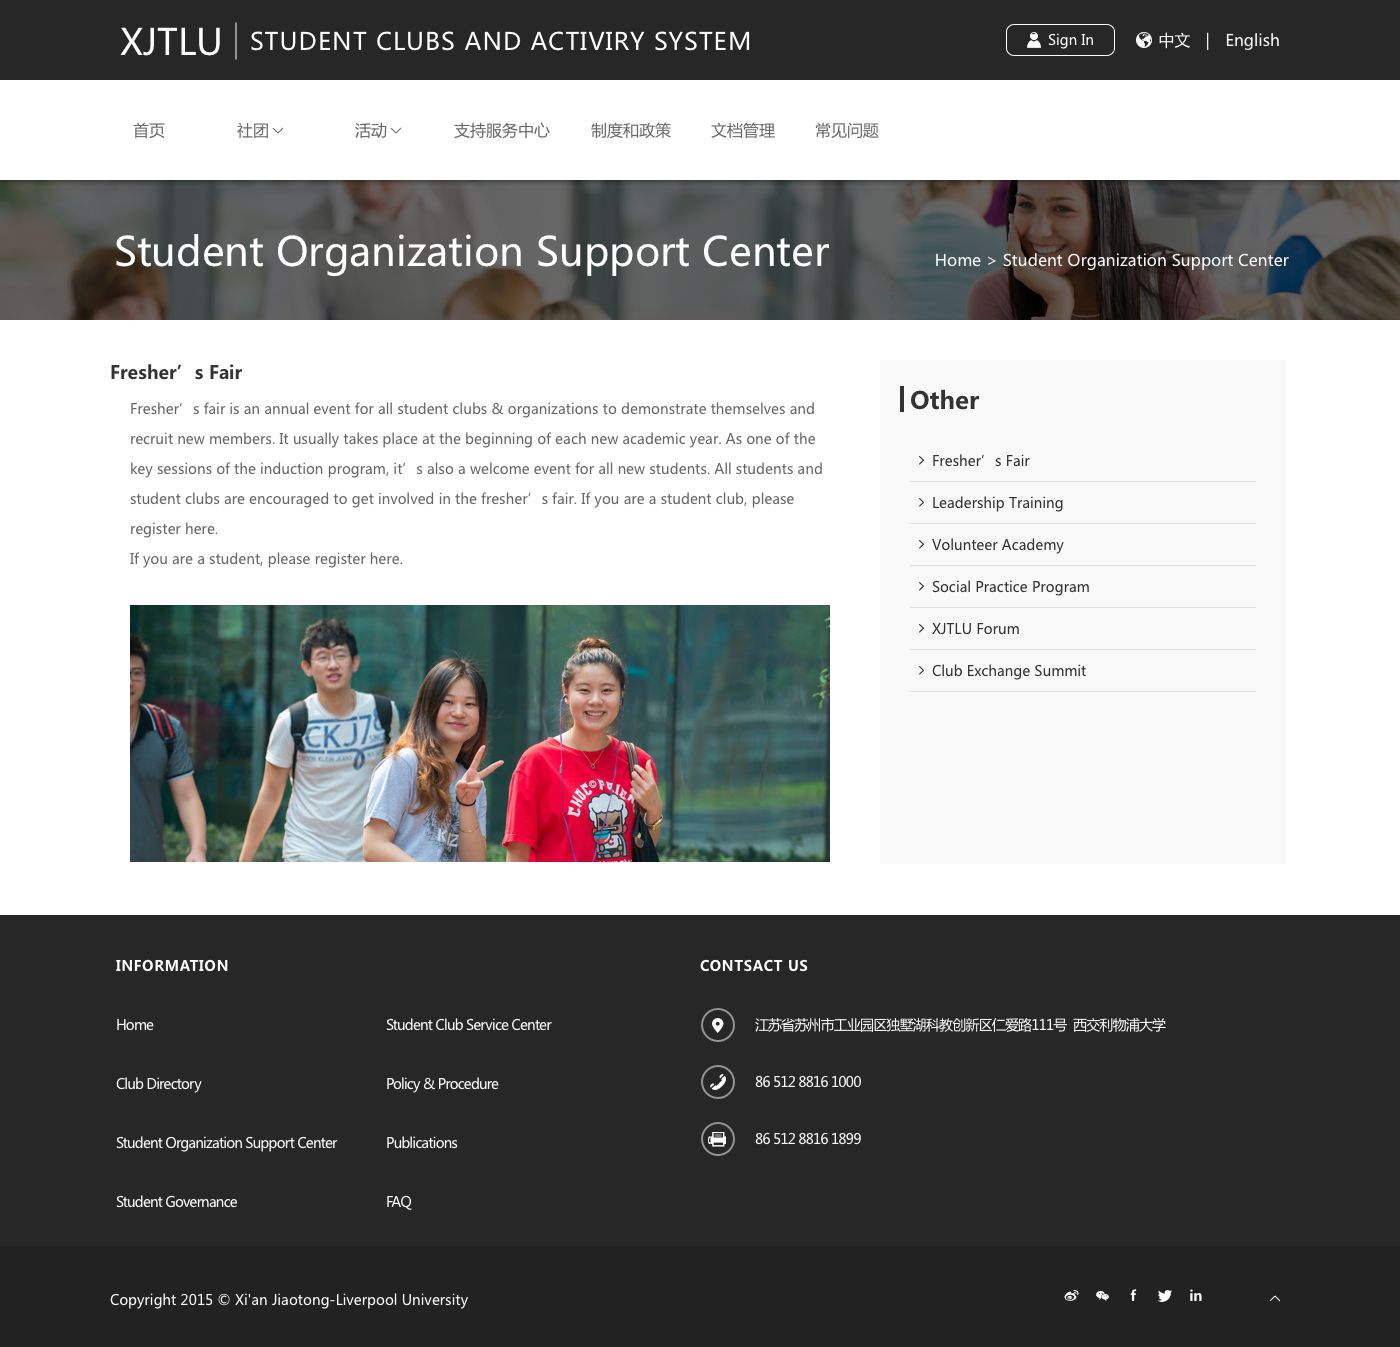 XJTLU | STUDENT CLUBS AND ACTIVIRY SYSTEM
Sign In
中文 | English
首页 社团 活动 支持服务中心 制度和政策 文档管理 常见问题
Student Organization Support Center
Home > Student Organization Support Center
Fresher’s Fair
Fresher’s fair is an annual event for all student clubs & organizations to demonstrate themselves and
recruit new members. It usually takes place at the beginning of each new academic year. As one of the
key sessions of the induction program, it’s also a welcome event for all new students. All students and
student clubs are encouraged to get involved in the fresher’s fair. If you are a student club, please
register here.
If you are a student, please register here.
CKJ78
Other
Fresher’s Fair
Leadership Training
Volunteer Academy
Social Practice Program
XJTLU Forum
Club Exchange Summit
INFORMATION
Home
Student Club Service Center
Club Directory
Policy & Procedure
Student Organization Support Center
Publications
Student Governance
FAQ
CONTSACT US
江苏省苏州市工业园区独墅湖科教创新区仁爱路111号 西交利物浦大学
86 512 8816 1000
86 512 8816 1899
Copyright 2015 © Xi'an Jiaotong-Liverpool University